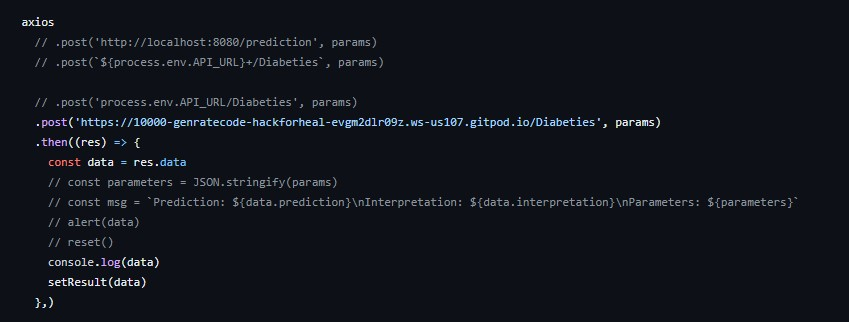 axios
// .post('http://localhost:8080/prediction', params)
// .post(`${process.env.API_URL}+/Diabeties`, params)
// .post('process.env.API_URL/Diabeties', params)
.post('https://10000-genratecode-hackforheal-evgm2dlr09z.ws-us107.gitpod.io/Diabeties', params)
.then((res) => {
const data = res.data
// const parameters = JSON.stringify(params)
// const msg = `Prediction: ${data.prediction}\nInterpretation: ${data.interpretation}\nParameters: ${parameters}`
// alert(data)
// reset()
console.log(data)
setResult(data)
},)